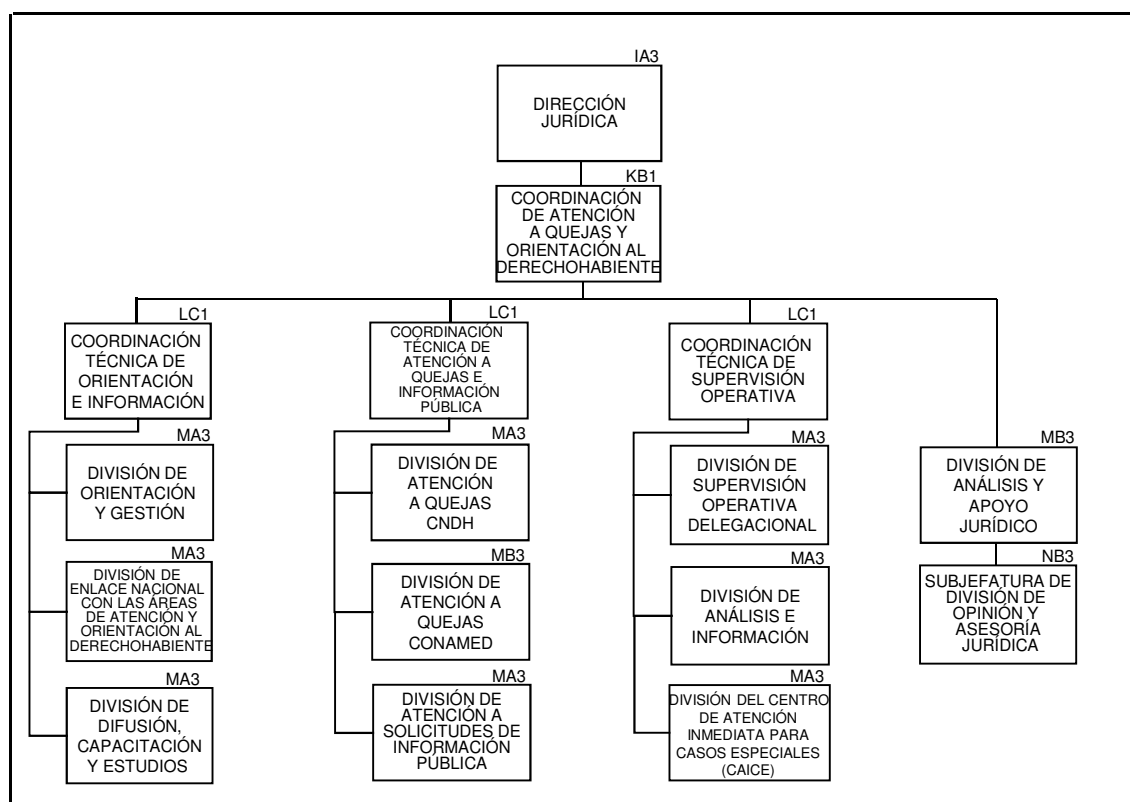 IA3
DIRECCIÓN
JURÍDICA
KB1
COORDINACIÓN
DE ATENCIÓN
A QUEJAS Y
ORIENTACIÓN AL
DERECHOHABIENTE
LC1
COORDINACIÓN
TÉCNICA DE
ORIENTACIÓN
E INFORMACIÓN
MA3
DIVISIÓN DE
ORIENTACIÓN
Y GESTIÓN
MA3
DIVISIÓN DE
ENLACE NACIONAL
CON LAS ÁREAS
DE ATENCIÓN Y
ORIENTACIÓN AL
DERECHOHABIENTE
MA3
DIVISIÓN DE
DIFUSIÓN,
CAPACITACIÓN
Y ESTUDIOS
LC1
COORDINACIÓN
TÉCNICA DE
ATENCIÓN A
QUEJAS E
INFORMACIÓN
PÚBLICA
MA3
DIVISIÓN DE
ATENCIÓN
A QUEJAS
CNDH
MB3
DIVISIÓN DE
ATENCIÓN A
QUEJAS
CONAMED
MA3
DIVISIÓN DE
ATENCIÓN A
SOLICITUDES DE
INFORMACIÓN
PÚBLICA
LC1
COORDINACIÓN
TÉCNICA DE
SUPERVISIÓN
OPERATIVA
MA3
DIVISIÓN DE
SUPERVISIÓN
OPERATIVA
DELEGACIONAL
MA3
DIVISIÓN DE
ANÁLISIS E
INFORMACIÓN
MA3
DIVISIÓN DEL CENTRO
DE ATENCIÓN
INMEDIATA PARA
CASOS ESPECIALES
(CAICE)
MB3
DIVISIÓN DE
ANÁLISIS Y
APOYO
JURÍDICO
NB3
SUBJEFATURA DE
DIVISIÓN DE
OPINIÓN Y
ASESORÍA
JURÍDICA